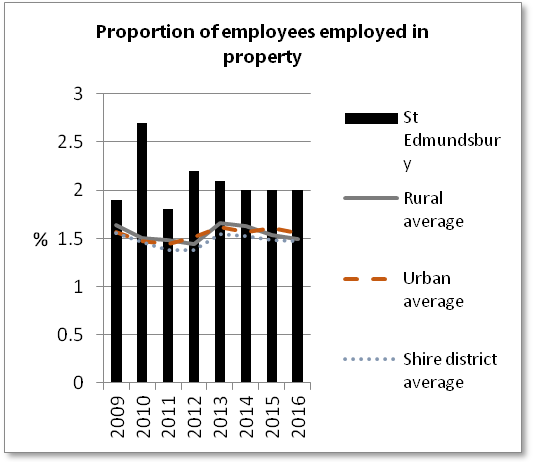 Proportion of employees employed in
property
3
2.5
2
1.5
1
0.5
0
%
2009
2010
2011
2012
2013
2014
2015
2016
St
Edmundsbur
y
Rural
average
Urban
average
Shire district
average